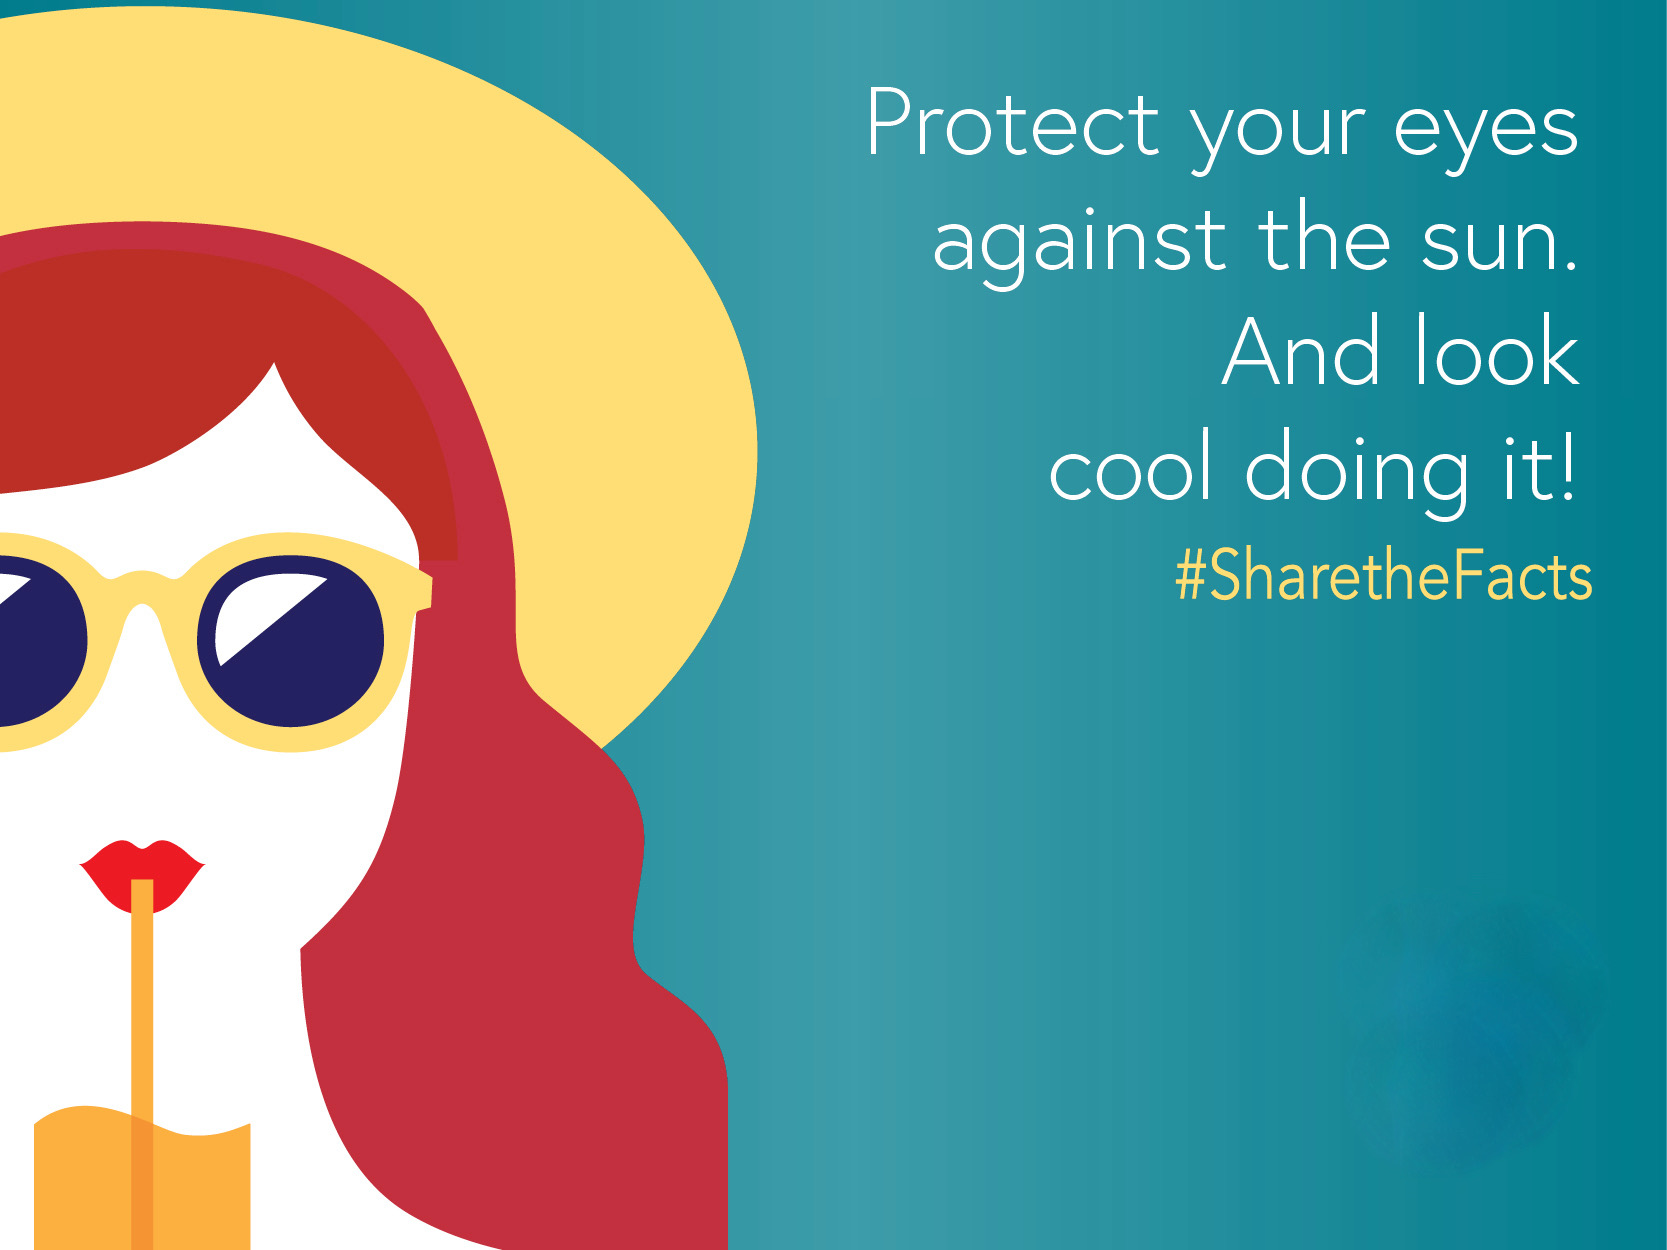 Protect your eyes
against the sun.
And look
cool doing it!
#SharetheFacts